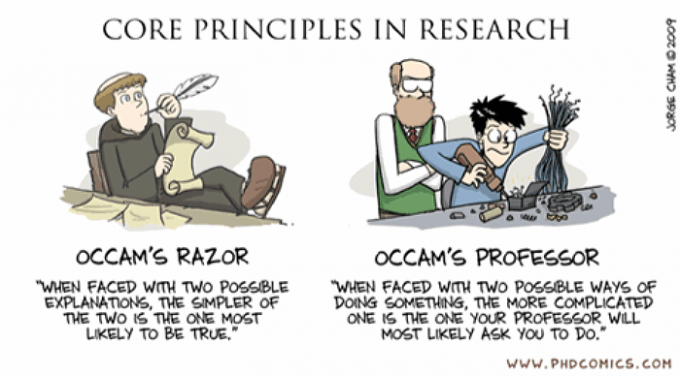 CORE PRINCIPLES IN RESEARCH
JORGE CHAM © 2009
OCCAM'S RAZOR
"WHEN FACED WITH TWO POSSIBLE
EXPLANATIONS, THE SIMPLER OF
THE TWO IS THE ONE MOST
LIKELY TO BE TRUE."
OCCAM'S PROFESSOR
"WHEN FACED WITH TWO POSSIBLE WAYS OF
DOING SOMETHING, THE MORE COMPLICATED
ONE IS THE ONE YOUR PROFESSOR WILL
MOST LIKELY ASK YOU TO DO."
WWW.PHDCOMICS.COM